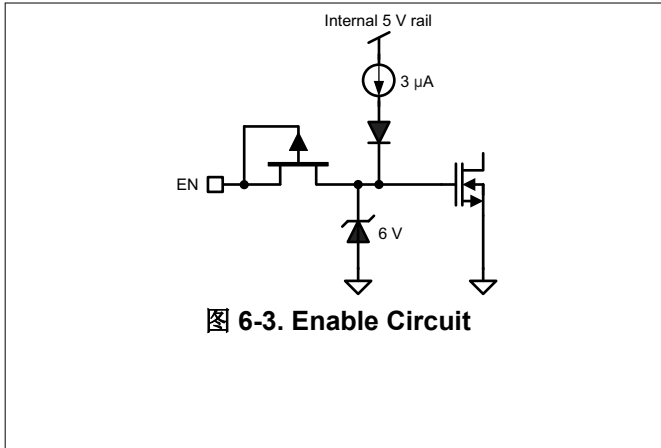 Internal 5 V rail
3 µA
EN
6 V
图 6-3. Enable Circuit